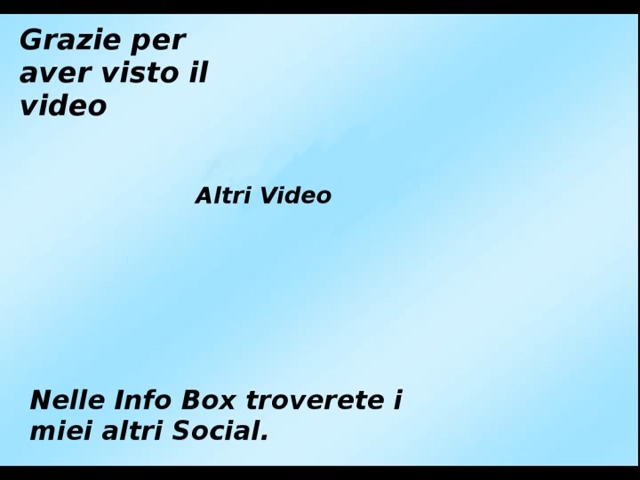 Grazie per
aver visto il
video
Altri Video
Nelle Info Box troverete i
miei altri Social.